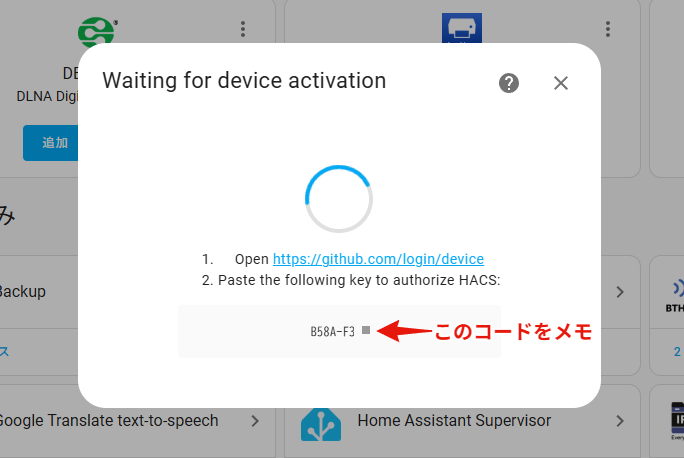 DL
DLNA Digi
追加
Waiting for device activation
1. Open https://github.com/login/device
2. Paste the following key to authorize HACS:
B58A-F3
このコードをメモ
み
Backup
ス
BTH
2
Google Translate text-to-speech
Home Assistant Supervisor
IP